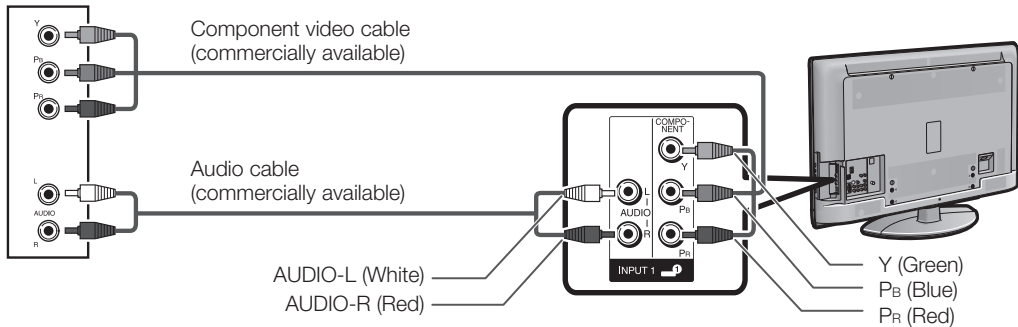 Y
PB
PR
L
AUDIO
R
Component video cable
(commercially available)
Audio cable
(commercially available)
COMPO-
NENT
Y
L
AUDIO
PB
R
PR
INPUT 1 1
AUDIO-L (White)
AUDIO-R (Red)
Y (Green)
PB (Blue)
PR (Red)